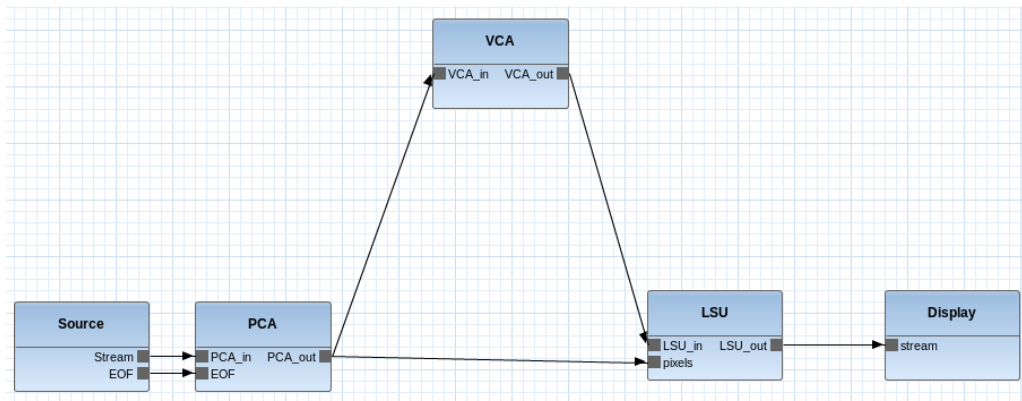 VCA
VCA_in VCA_out
Source
Stream
EOF
PCA
PCA_in PCA_out
EOF
LSU
LSU_in LSU_out
pixels
Display
stream